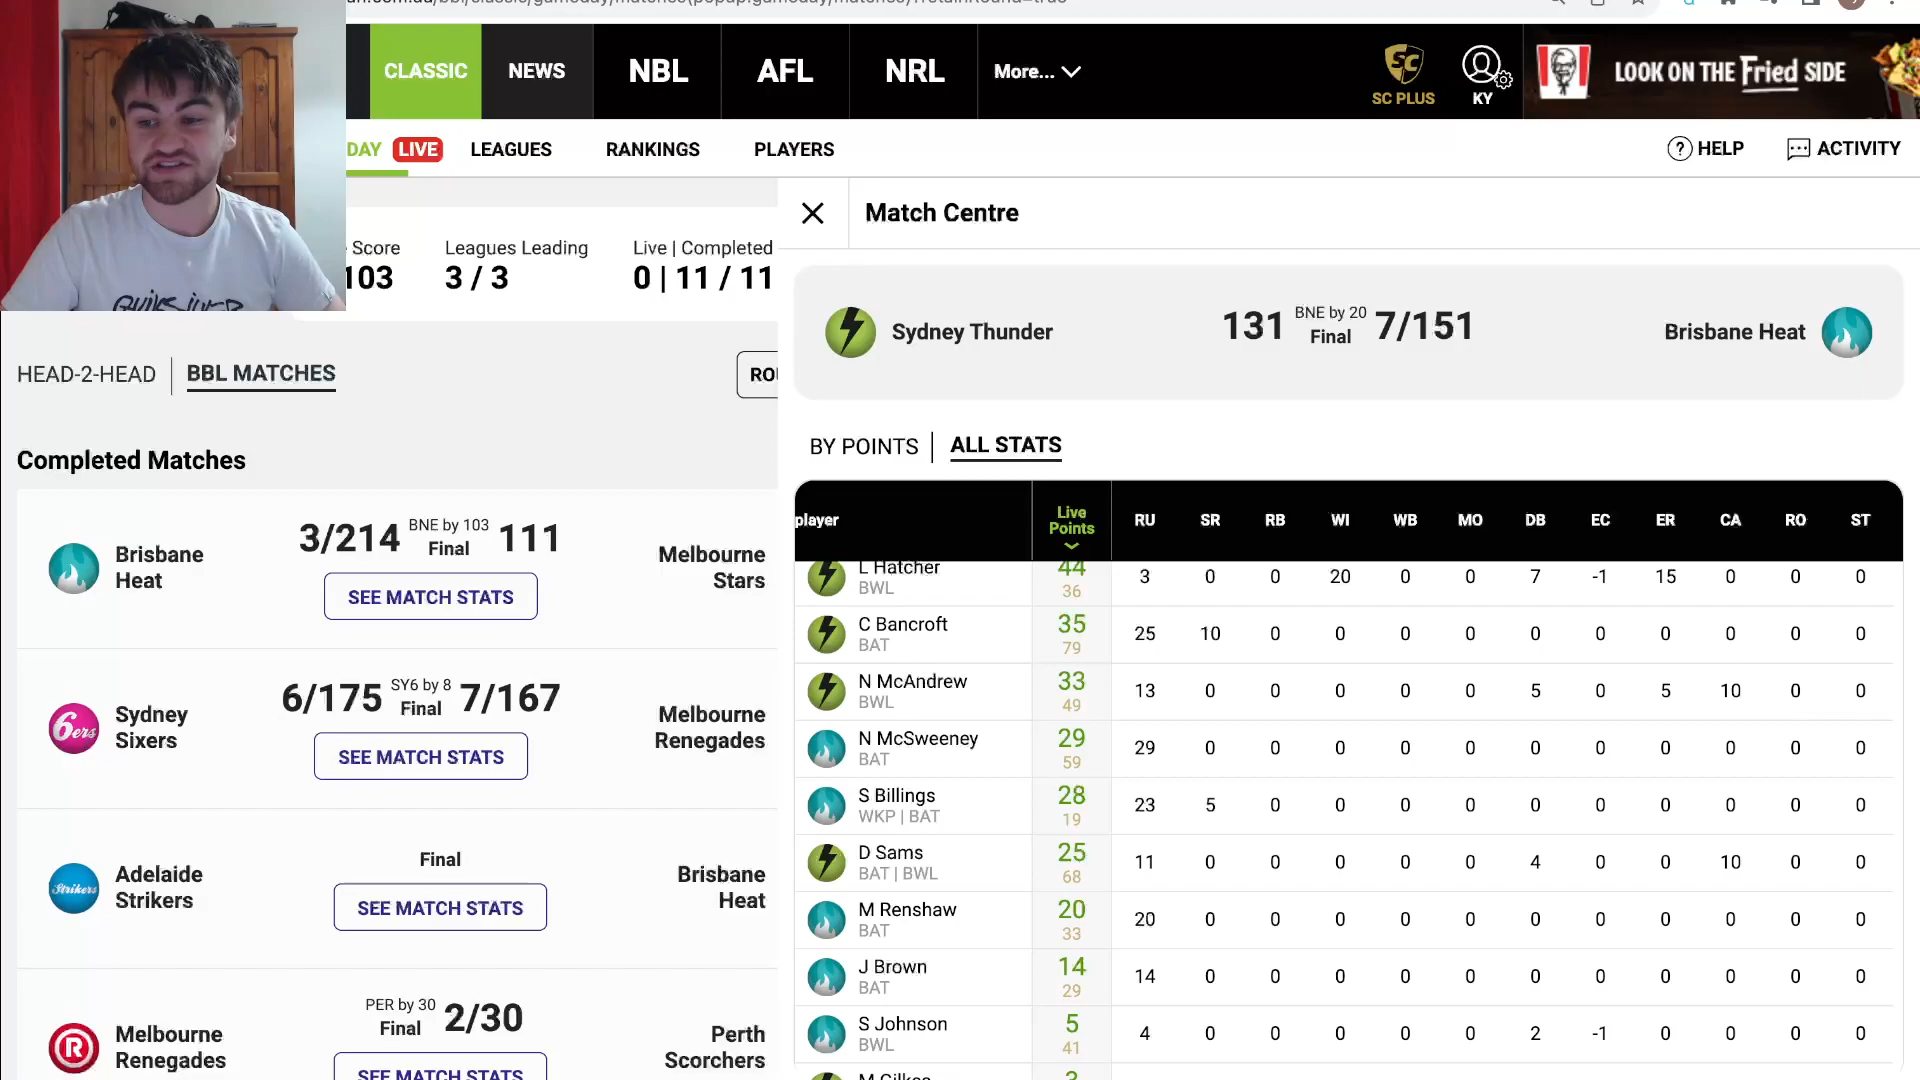 CLASSIC
NEWS
NBL
AFL
NRL
More...
SC
SC PLUS
KY
LOOK ON THE Fried SIDE
DAY LIVE
LEAGUES
RANKINGS
PLAYERS
? HELP
ACTIVITY
Score
103
Leagues Leading
3 / 3
Live | Completed
0 | 11 / 11
HEAD-2-HEAD
BBL MATCHES
ROU
Completed Matches
Brisbane Heat
3/214
BNE by 103
Final
111
Melbourne Stars
SEE MATCH STATS
6ers
Sydney Sixers
6/175
SY6 by 8
Final
7/167
Melbourne Renegades
SEE MATCH STATS
Strikers
Adelaide Strikers
Final
Brisbane Heat
SEE MATCH STATS
R
Melbourne Renegades
PER by 30
Final
2/30
Perth Scorchers
SEE MATCH STATS
Match Centre
Sydney Thunder
131
BNE by 20
Final
7/151
Brisbane Heat
BY POINTS
ALL STATS
player Live Points RU SR RB WI WB MO DB EC ER CA RO ST
L Hatcher BWL 44 36 3 0 0 20 0 0 7 -1 15 0 0 0
C Bancroft BAT 35 79 25 10 0 0 0 0 0 0 0 0 0 0
N McAndrew BWL 33 49 13 0 0 0 0 0 5 0 5 10 0 0
N McSweeney BAT 29 59 29 0 0 0 0 0 0 0 0 0 0 0
S Billings WKP | BAT 28 19 23 5 0 0 0 0 0 0 0 0 0 0
D Sams BAT | BWL 25 68 11 0 0 0 0 0 4 0 0 10 0 0
M Renshaw BAT 20 33 20 0 0 0 0 0 0 0 0 0 0 0
J Brown BAT 14 29 14 0 0 0 0 0 0 0 0 0 0 0
S Johnson BWL 5 41 4 0 0 0 0 0 2 -1 0 0 0 0